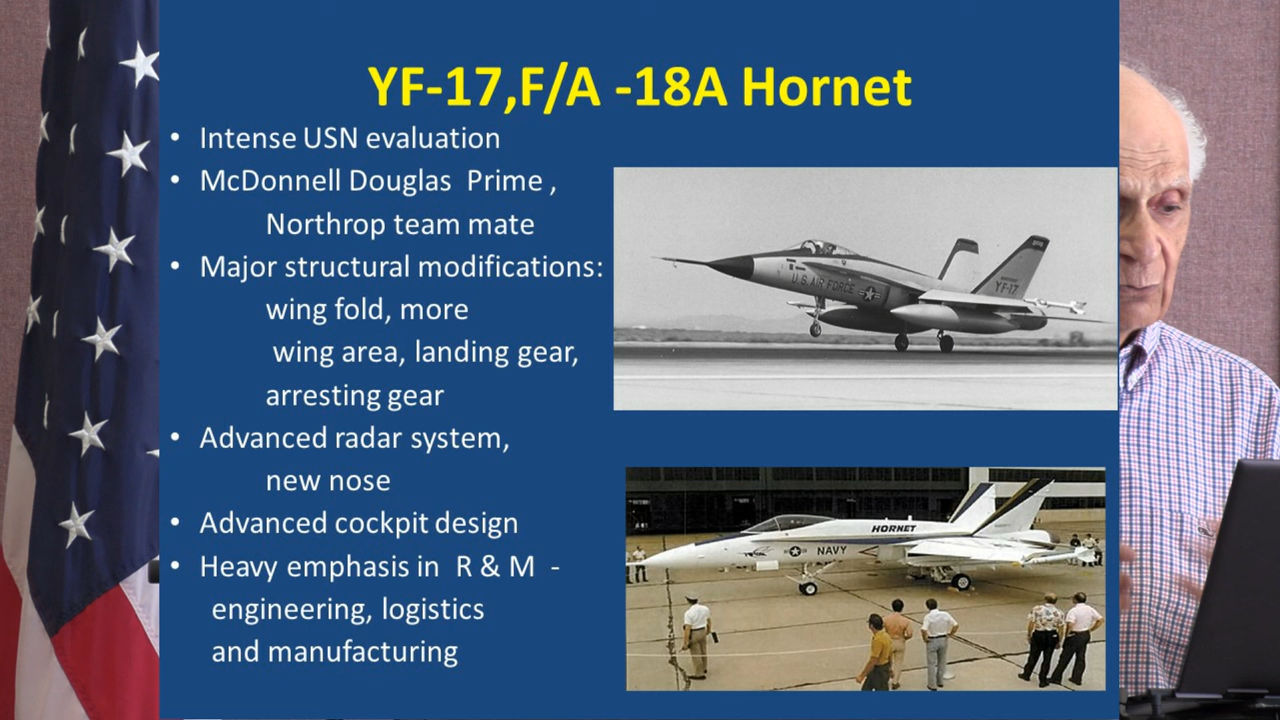 YF-17,F/A -18A Hornet
• Intense USN evaluation
• McDonnell Douglas Prime ,
Northrop team mate
• Major structural modifications:
wing fold, more
wing area, landing gear,
arresting gear
• Advanced radar system,
new nose
• Advanced cockpit design
• Heavy emphasis in R & M -
engineering, logistics
and manufacturing
U.S. AIR FORCE
YF-17
HORNET
NAVY